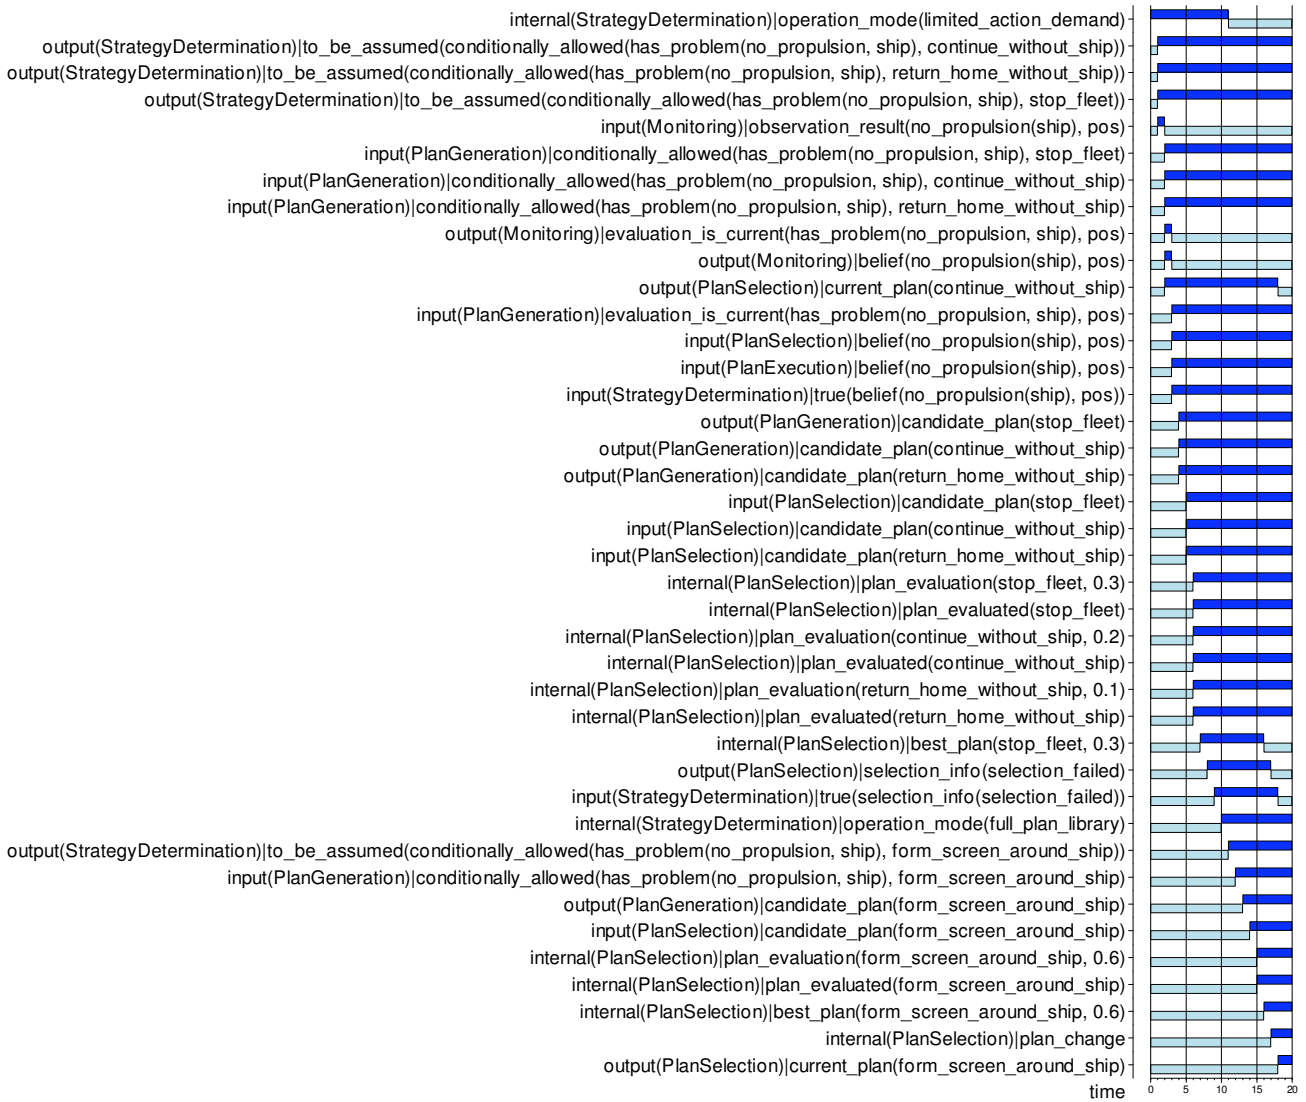 internal(StrategyDetermination)|operation_mode(limited_action_demand)
output(StrategyDetermination)|to_be_assumed(conditionally_allowed(has_problem(no_propulsion, ship), continue_without_ship))
output(StrategyDetermination)|to_be_assumed(conditionally_allowed(has_problem(no_propulsion, ship), return_home_without_ship))
output(StrategyDetermination)|to_be_assumed(conditionally_allowed(has_problem(no_propulsion, ship), stop_fleet))
input(Monitoring)|observation_result(no_propulsion(ship), pos)
input(PlanGeneration)|conditionally_allowed(has_problem(no_propulsion, ship), stop_fleet)
input(PlanGeneration)|conditionally_allowed(has_problem(no_propulsion, ship), continue_without_ship)
input(PlanGeneration)|conditionally_allowed(has_problem(no_propulsion, ship), return_home_without_ship)
output(Monitoring)|evaluation_is_current(has_problem(no_propulsion, ship), pos)
output(Monitoring)|belief(no_propulsion(ship), pos)
output(PlanSelection)|current_plan(continue_without_ship)
input(PlanGeneration)|evaluation_is_current(has_problem(no_propulsion, ship), pos)
input(PlanSelection)|belief(no_propulsion(ship), pos)
input(PlanExecution)|belief(no_propulsion(ship), pos)
input(StrategyDetermination)|true(belief(no_propulsion(ship), pos))
output(PlanGeneration)|candidate_plan(stop_fleet)
output(PlanGeneration)|candidate_plan(continue_without_ship)
output(PlanGeneration)|candidate_plan(return_home_without_ship)
input(PlanSelection)|candidate_plan(stop_fleet)
input(PlanSelection)|candidate_plan(continue_without_ship)
input(PlanSelection)|candidate_plan(return_home_without_ship)
internal(PlanSelection)|plan_evaluation(stop_fleet, 0.3)
internal(PlanSelection)|plan_evaluated(stop_fleet)
internal(PlanSelection)|plan_evaluation(continue_without_ship, 0.2)
internal(PlanSelection)|plan_evaluated(continue_without_ship)
internal(PlanSelection)|plan_evaluation(return_home_without_ship, 0.1)
internal(PlanSelection)|plan_evaluated(return_home_without_ship)
internal(PlanSelection)|best_plan(stop_fleet, 0.3)
output(PlanSelection)|selection_info(selection_failed)
input(StrategyDetermination)|true(selection_info(selection_failed))
internal(StrategyDetermination)|operation_mode(full_plan_library)
output(StrategyDetermination)|to_be_assumed(conditionally_allowed(has_problem(no_propulsion, ship), form_screen_around_ship))
input(PlanGeneration)|conditionally_allowed(has_problem(no_propulsion, ship), form_screen_around_ship)
output(PlanGeneration)|candidate_plan(form_screen_around_ship)
input(PlanSelection)|candidate_plan(form_screen_around_ship)
internal(PlanSelection)|plan_evaluation(form_screen_around_ship, 0.6)
internal(PlanSelection)|plan_evaluated(form_screen_around_ship)
internal(PlanSelection)|best_plan(form_screen_around_ship, 0.6)
internal(PlanSelection)|plan_change
output(PlanSelection)|current_plan(form_screen_around_ship)
time 0 5 10 15 20